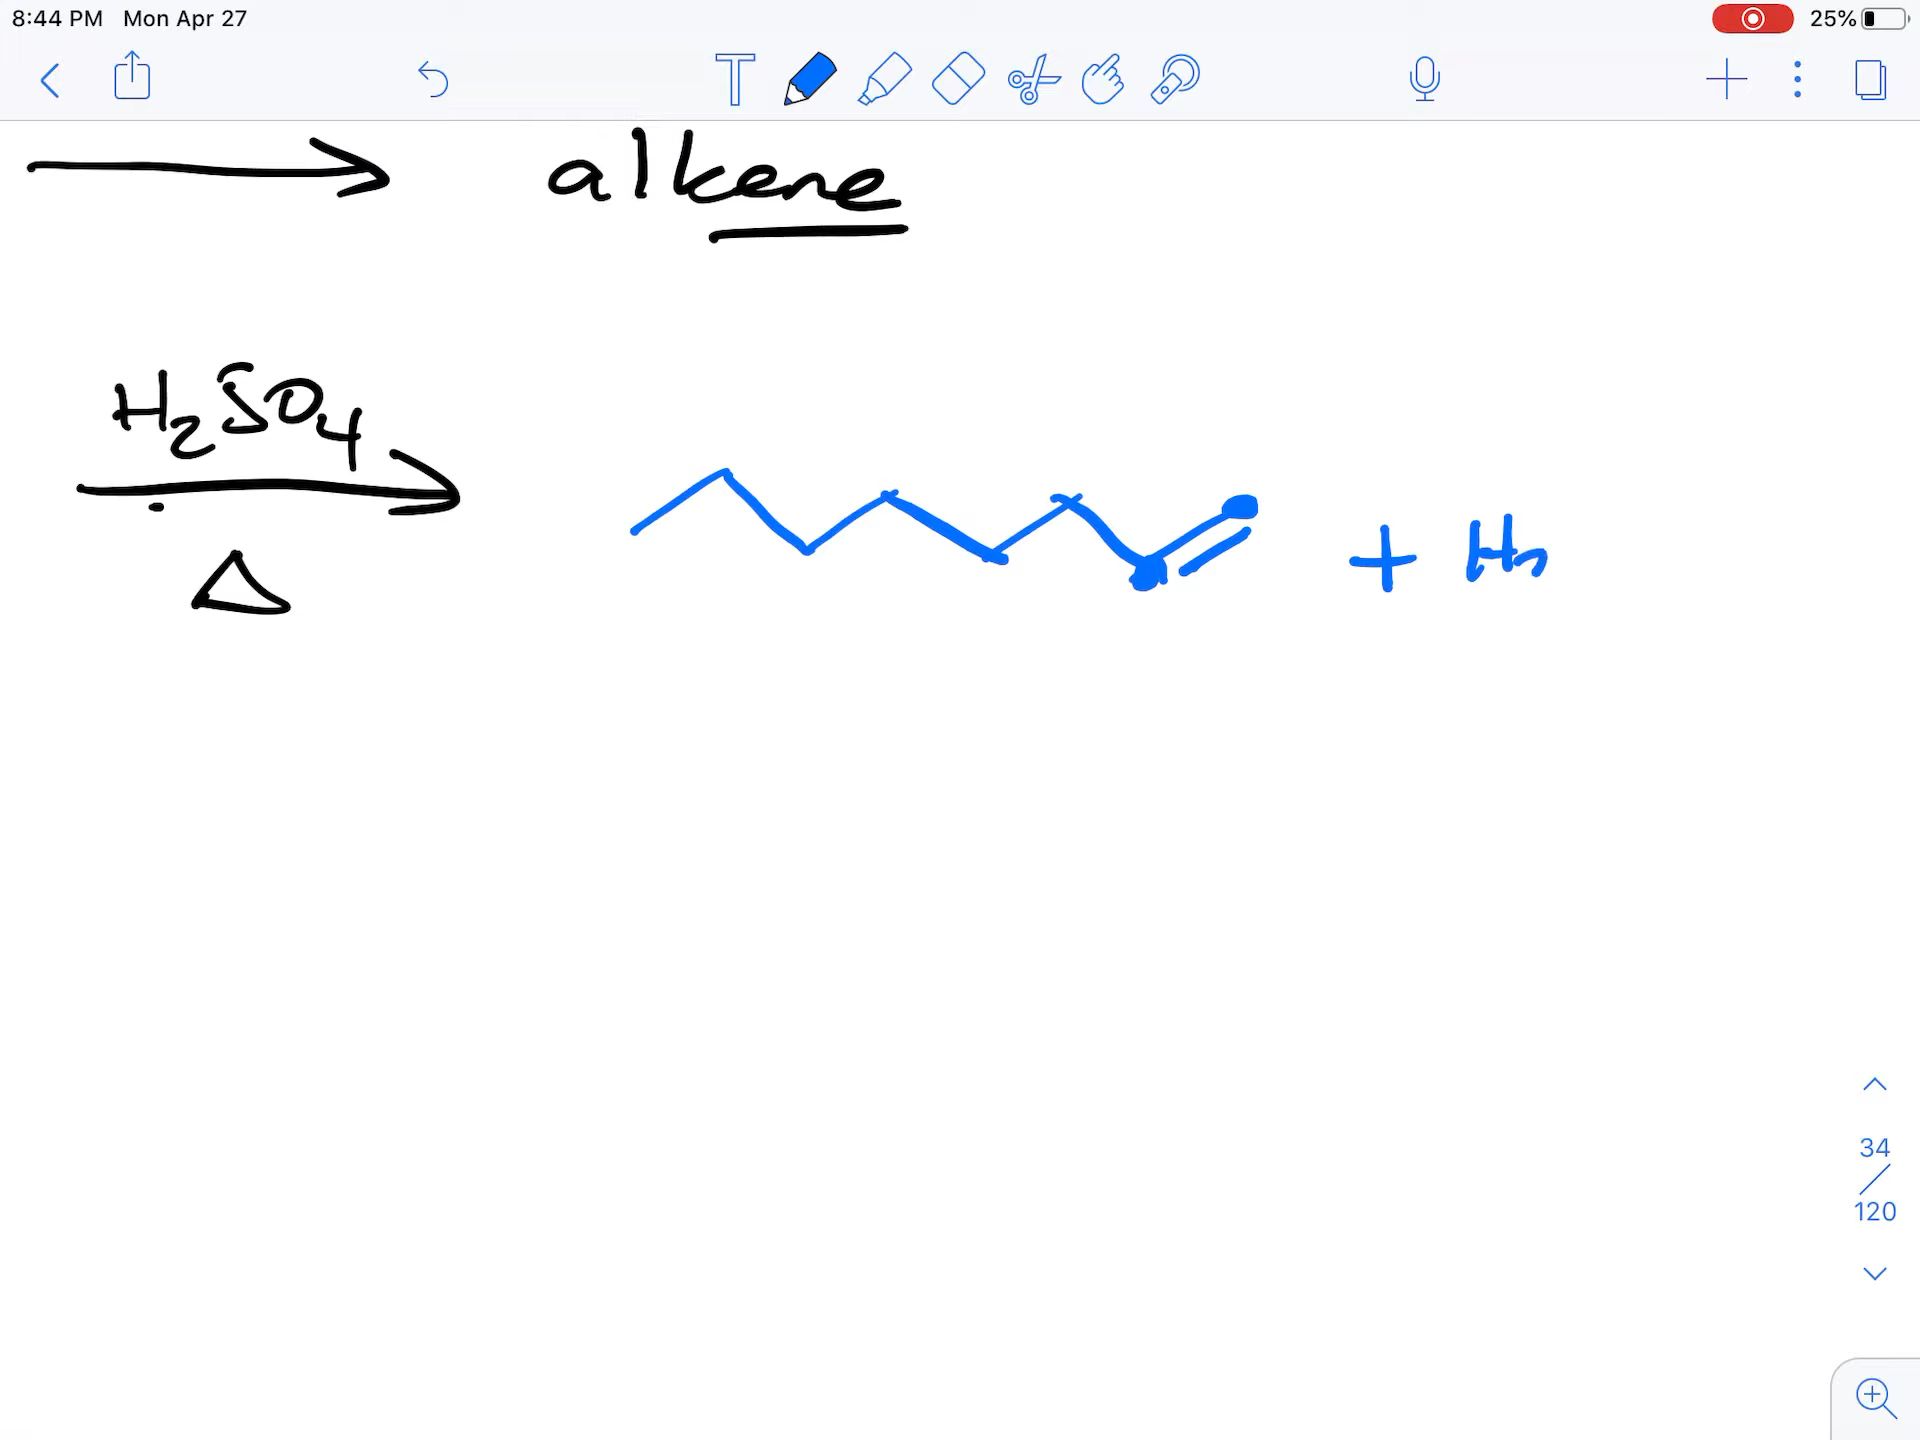 8:44 PM Mon Apr 27
25%
T
alkene
H₂SO₄
Δ
+ H₂
34
120